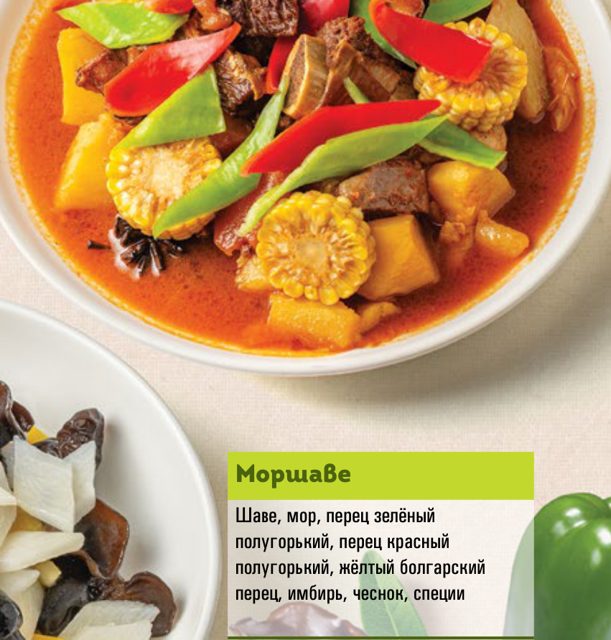 Моршаве
Шаве, мор, перец зелёный
полугорький, перец красный
полугорький, жёлтый болгарский
перец, имбирь, чеснок, специи